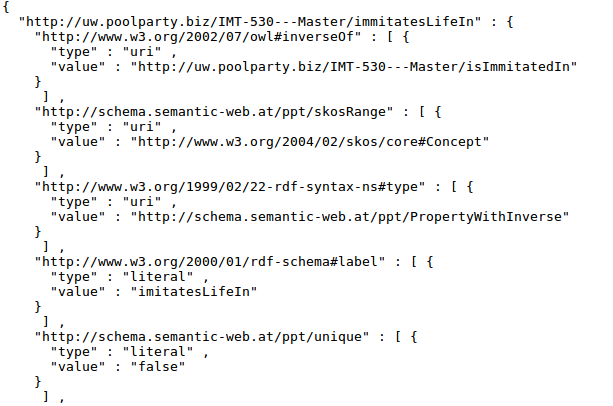 {
  "http://uw.poolparty.biz/IMT-530---Master/immitatesLifeIn" : {
    "http://www.w3.org/2002/07/owl#inverseOf" : [ {
      "type" : "uri" ,
      "value" : "http://uw.poolparty.biz/IMT-530---Master/isImmitatedIn"
    }
     ] ,
    "http://schema.semantic-web.at/ppt/skosRange" : [ {
      "type" : "uri" ,
      "value" : "http://www.w3.org/2004/02/skos/core#Concept"
    }
     ] ,
    "http://www.w3.org/1999/02/22-rdf-syntax-ns#type" : [ {
      "type" : "uri" ,
      "value" : "http://schema.semantic-web.at/ppt/PropertyWithInverse"
    }
     ] ,
    "http://www.w3.org/2000/01/rdf-schema#label" : [ {
      "type" : "literal" ,
      "value" : "imitatesLifeIn"
    }
     ] ,
    "http://schema.semantic-web.at/ppt/unique" : [ {
      "type" : "literal" ,
      "value" : "false"
    }
     ] ,